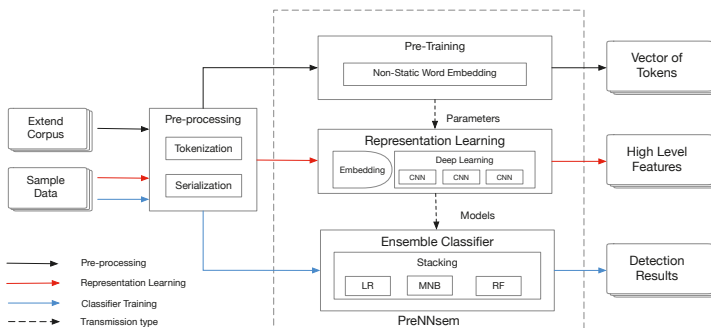 Pre-Training
Non-Static Word Embedding
Vector of
Tokens
Extend
Corpus
Pre-processing
Tokenization
Serialization
Sample
Data
Parameters
Representation Learning
Embedding
Deep Learning
CNN CNN CNN
High Level
Features
Models
Ensemble Classifier
Stacking
LR MNB RF
Detection
Results
PreNNsem
Pre-processing
Representation Learning
Classifier Training
Transmission type